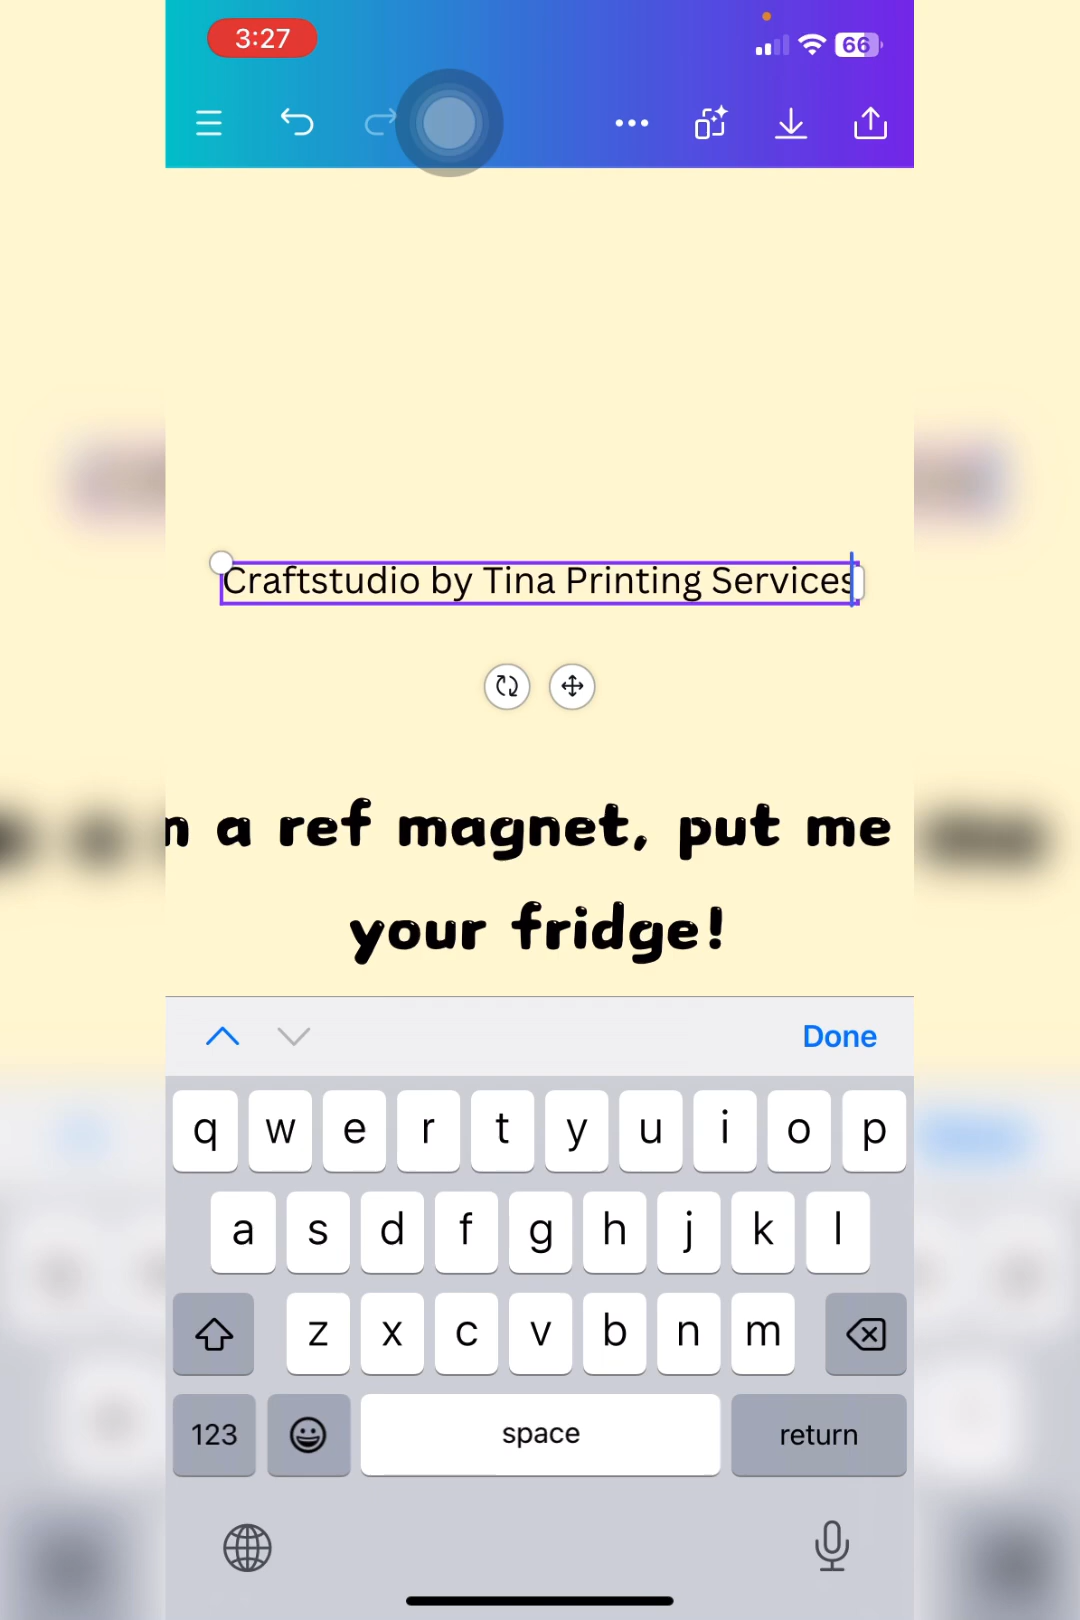 3:27
66
Craftstudio by Tina Printing Services
a ref magnet, put me
your fridge!
Done
q w e r t y u i o p
a s d f g h j k l
z x c v b n m
123 space return